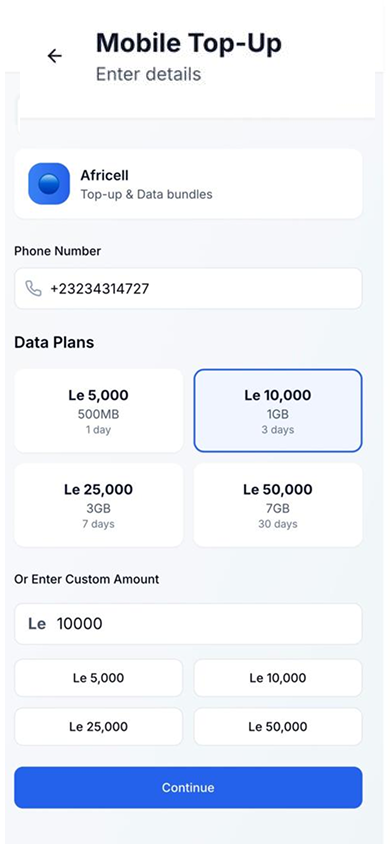 Mobile Top-Up
Enter details
Africell
Top-up & Data bundles
Phone Number
+23234314727
Data Plans
Le 5,000
500MB
1 day
Le 10,000
1GB
3 days
Le 25,000
3GB
7 days
Le 50,000
7GB
30 days
Or Enter Custom Amount
Le 10000
Le 5,000
Le 10,000
Le 25,000
Le 50,000
Continue